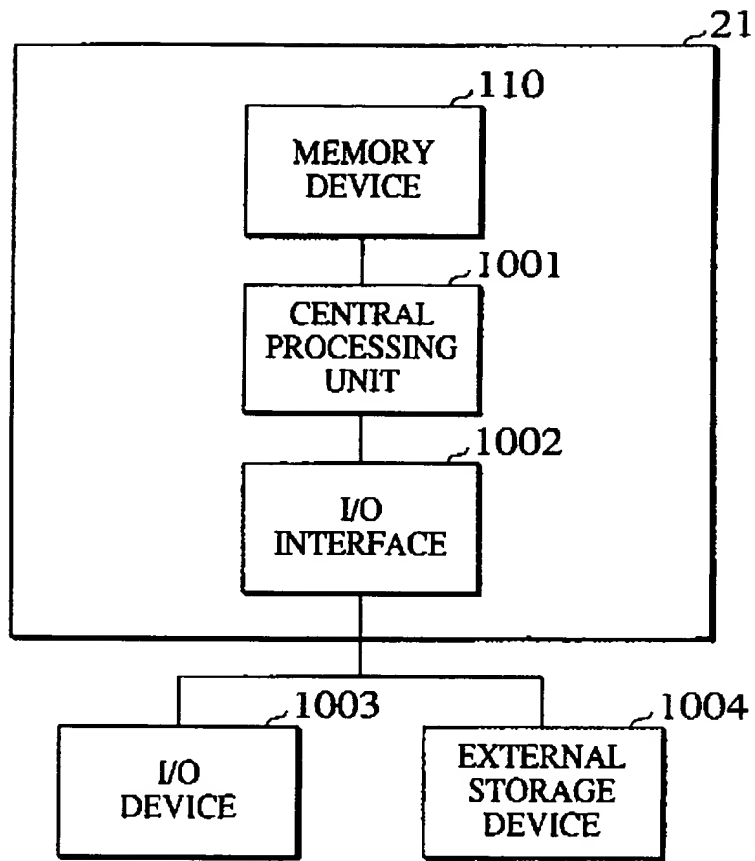 21
110
MEMORY
DEVICE
1001
CENTRAL
PROCESSING
UNIT
1002
I/O
INTERFACE
1003
I/O
DEVICE
1004
EXTERNAL
STORAGE
DEVICE